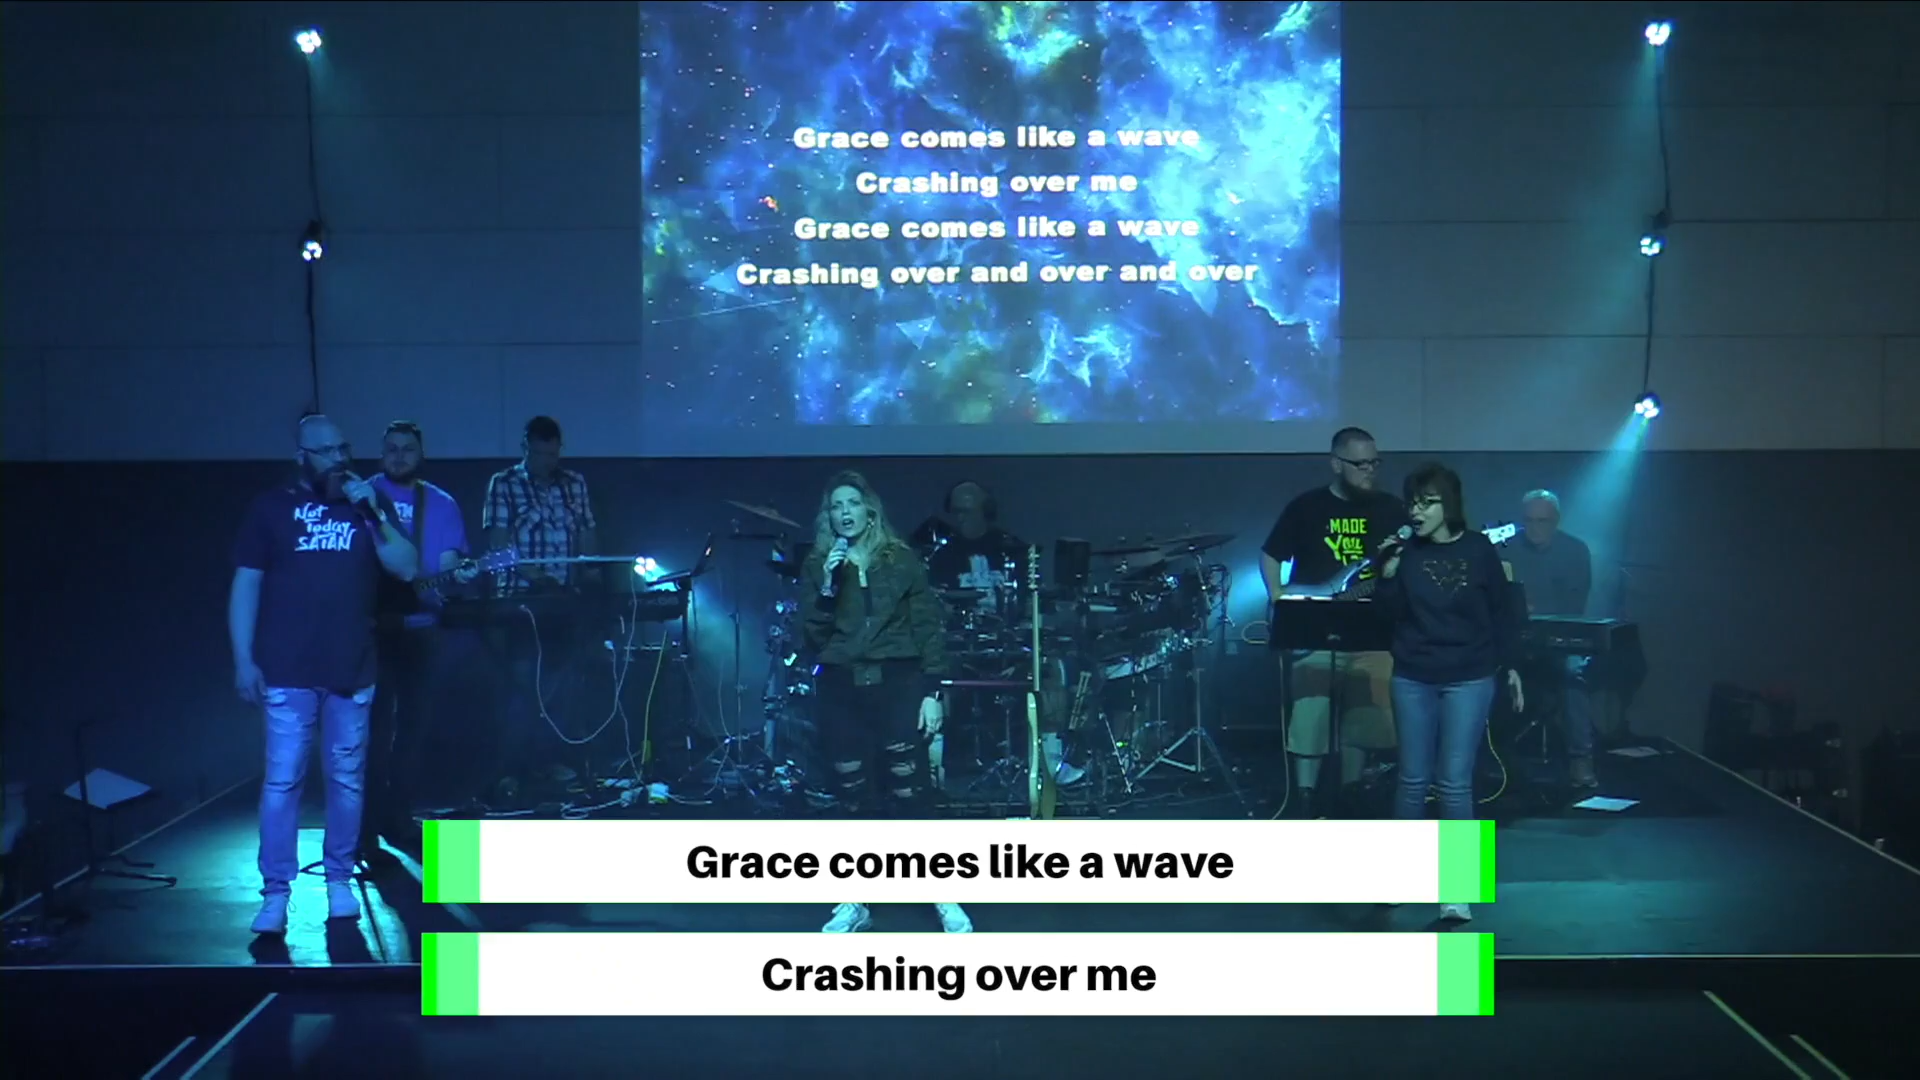 Grace comes like a wave
Crashing over me
Grace comes like a wave
Crashing over and over and over
Not
Today
SATAN
MADE
YOU
Grace comes like a wave
Crashing over me